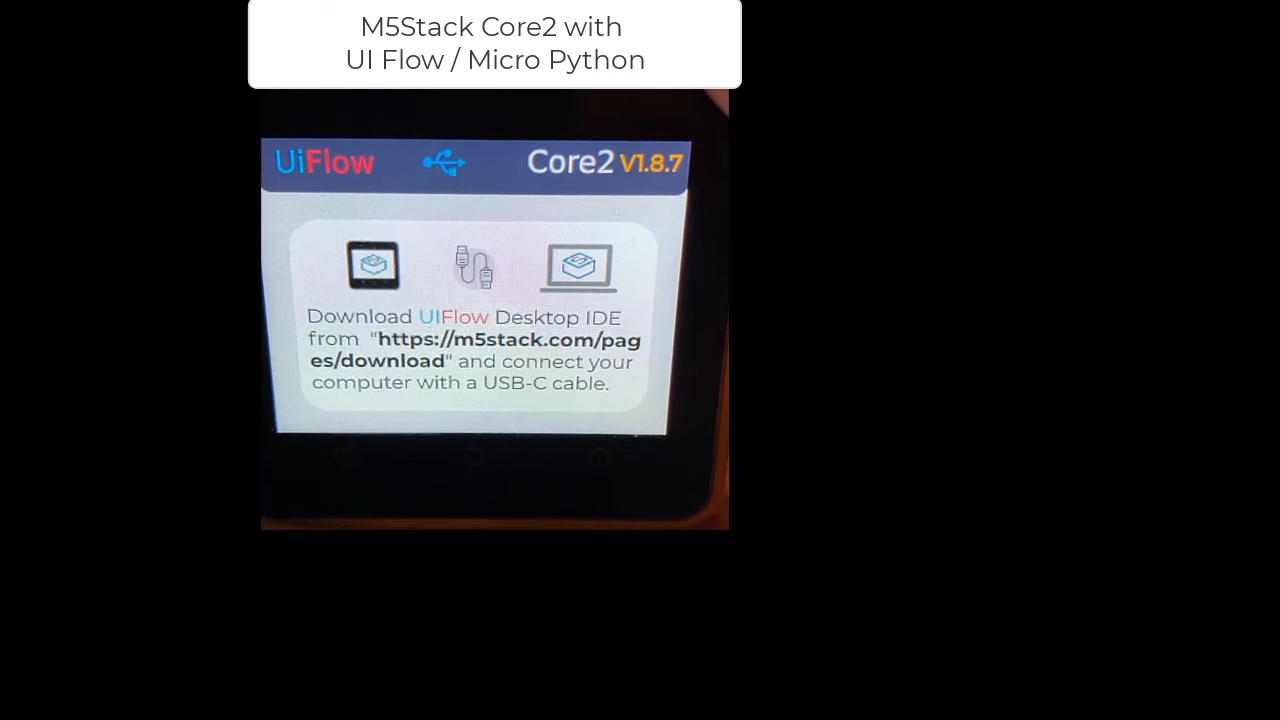 M5Stack Core2 with
UI Flow / Micro Python
UiFlow Core2 V1.8.7
Download UIFlow Desktop IDE
from "https://m5stack.com/pag
es/download" and connect your
computer with a USB-C cable.